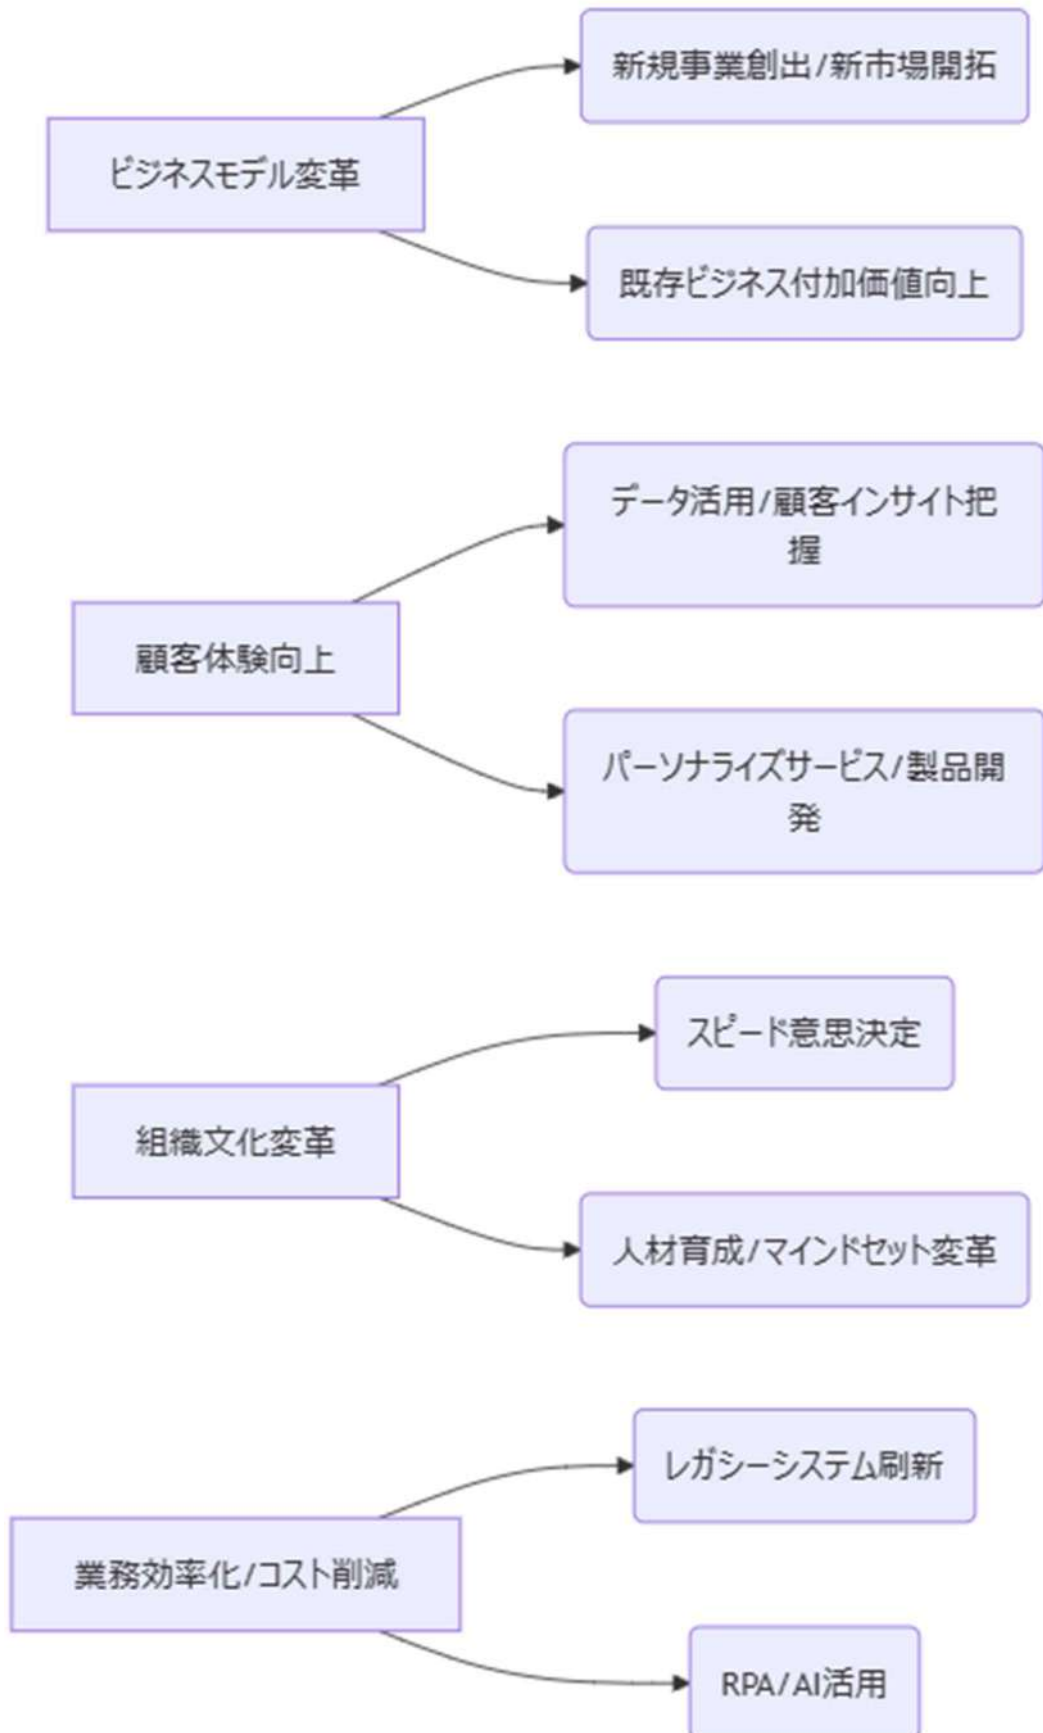 新規事業創出/新市場開拓
ビジネスモデル変革
既存ビジネス付加価値向上
データ活用/顧客インサイト把
握
顧客体験向上
パーソナライズサービス/製品開
発
スピード意思決定
組織文化変革
人材育成/マインドセット変革
レガシーシステム刷新
業務効率化/コスト削減
RPA/AI活用